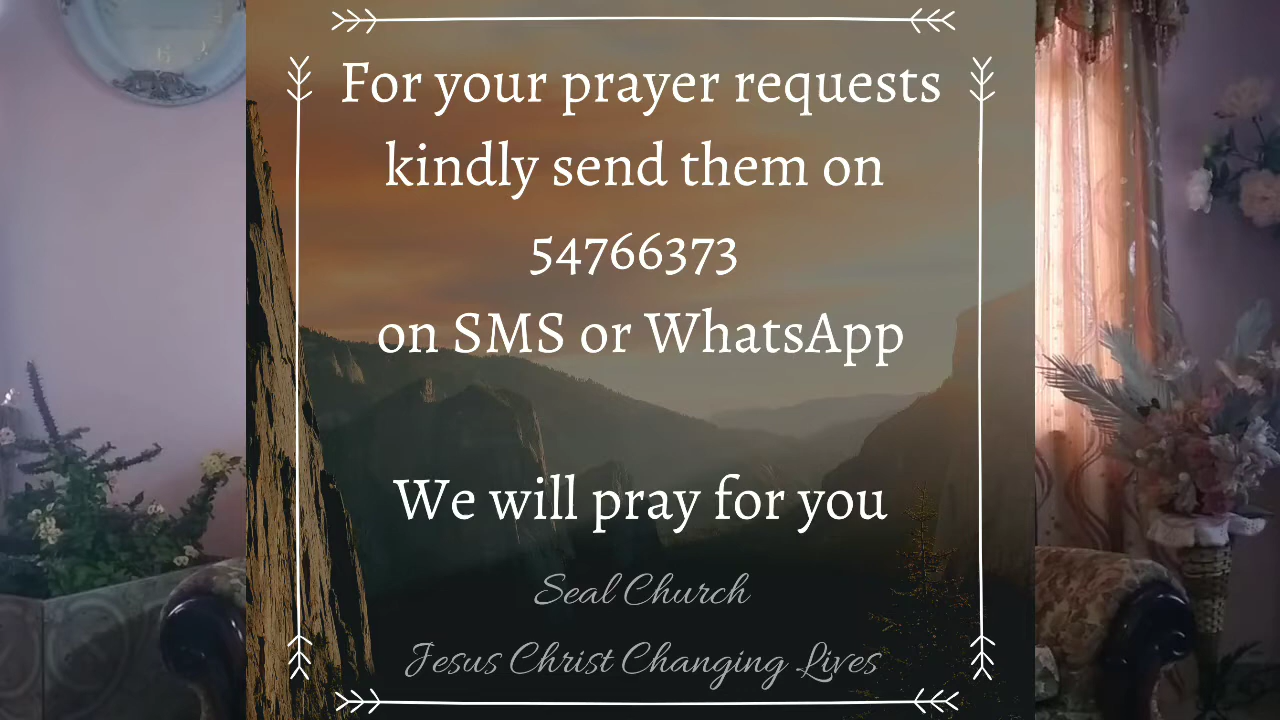 For your prayer requests
kindly send them on
54766373
on SMS or WhatsApp
We will pray for you
Seal Church
Jesus Christ Changing Lives